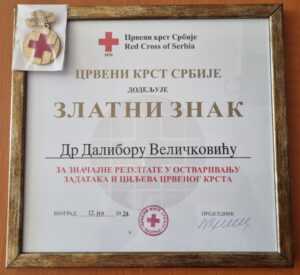 Црвени крст Србије
Red Cross of Serbia
ЦРВЕНИ КРСТ СРБИЈЕ
ДОДЕЉУЈЕ
ЗЛАТНИ ЗНАК
Др Далибору Величковићу
ЗА ЗНАЧАЈНЕ РЕЗУЛТАТЕ У ОСТВАРИВАЊУ
ЗАДАТАКА И ЦИЉЕВА ЦРВЕНОГ КРСТА
БЕОГРАД,
ПРЕДСЕДНИК